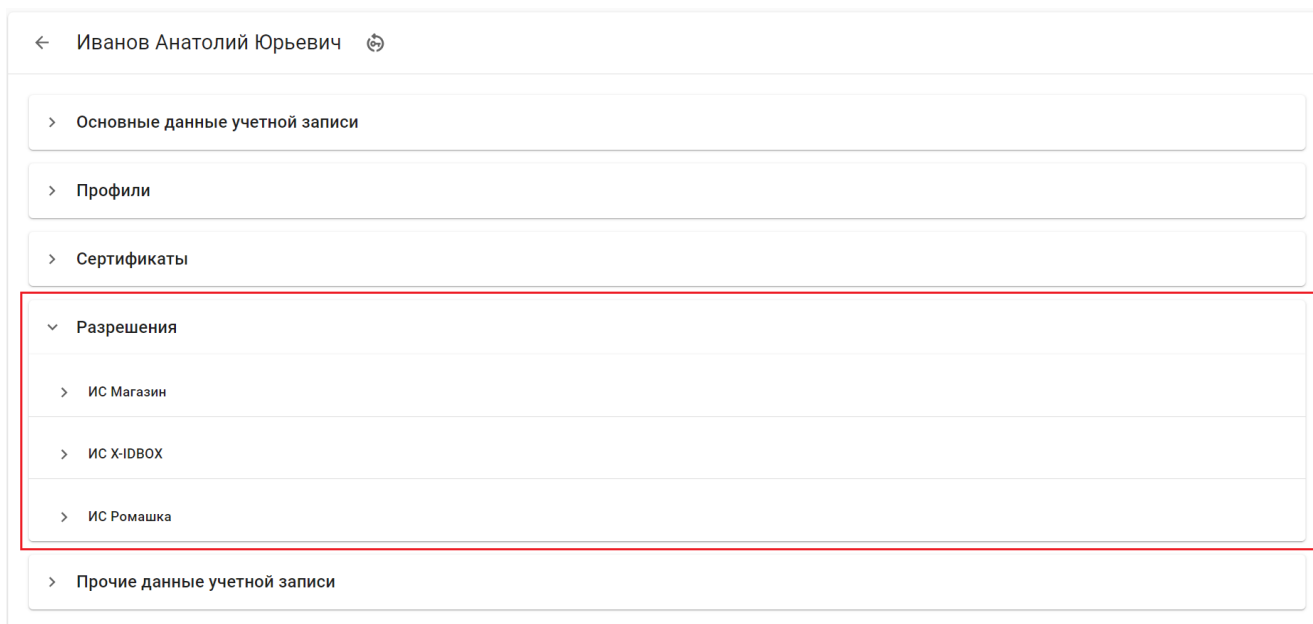 Иванов Анатолий Юрьевич
Основные данные учетной записи
Профили
Сертификаты
Разрешения
ИС Магазин
ИС X-IDBOX
ИС Ромашка
Прочие данные учетной записи